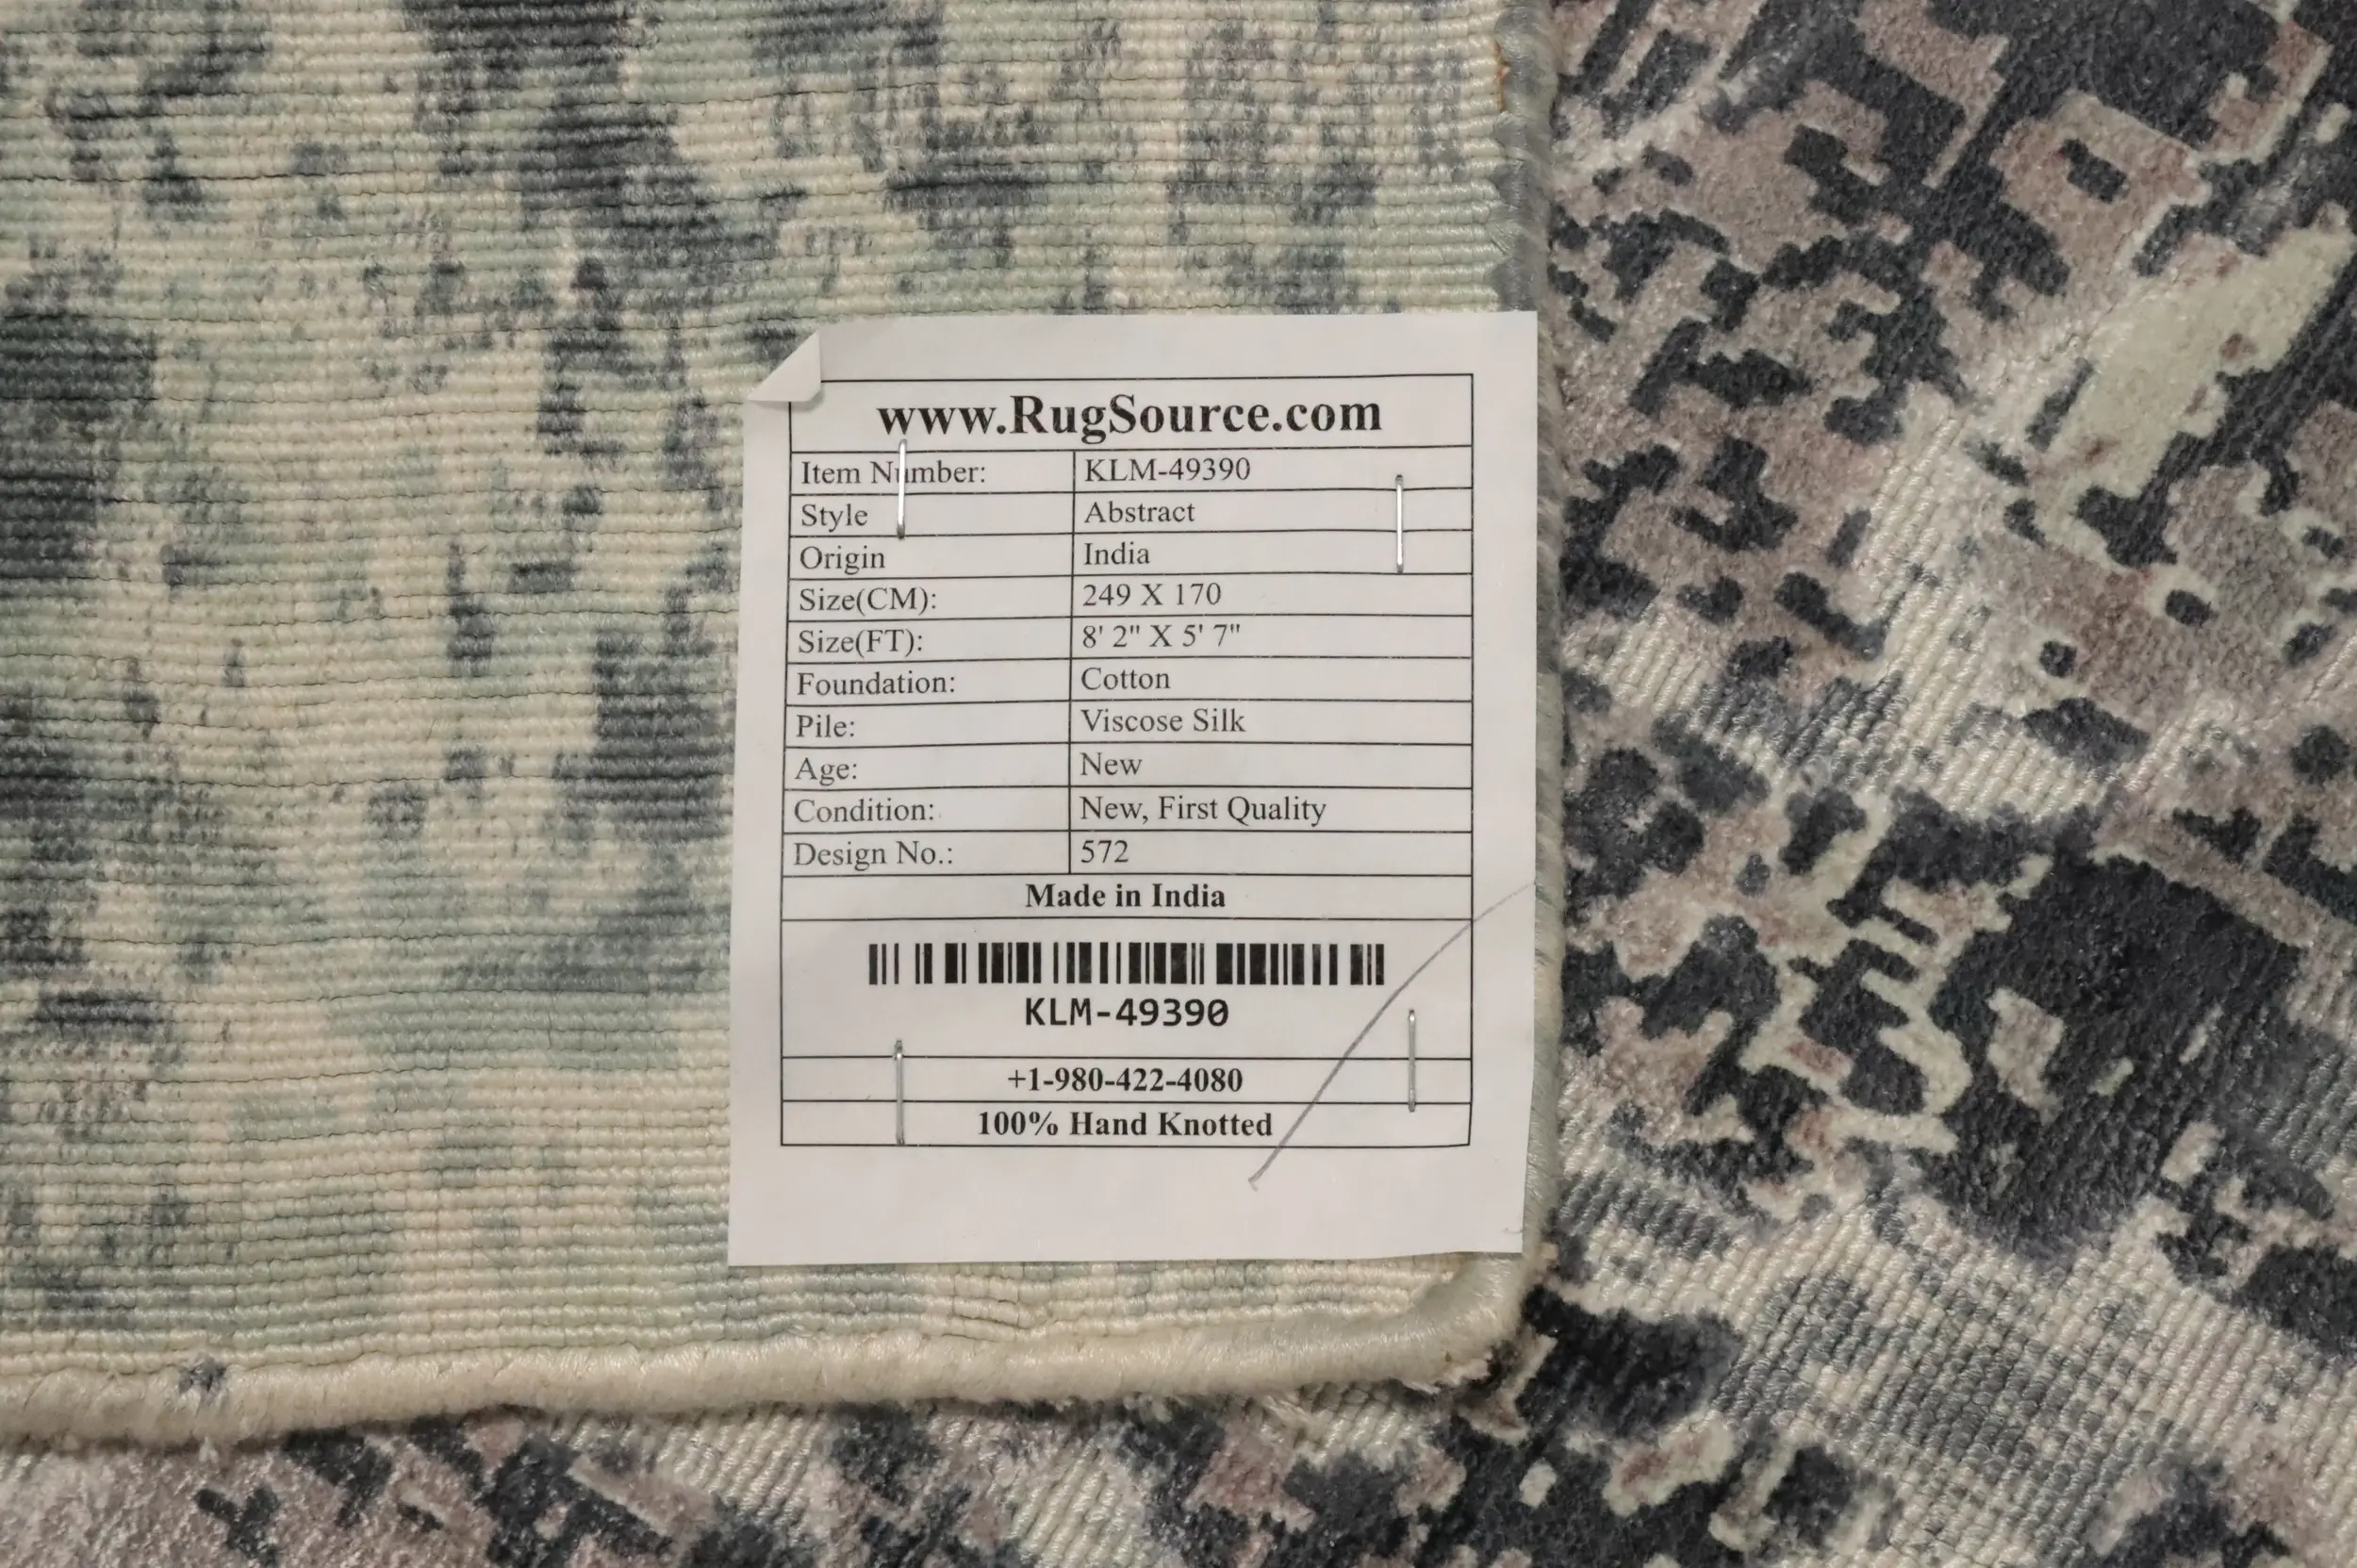 www.RugSource.com
Item Number: KLM-49390
Style Abstract
Origin India
Size(CM): 249 X 170
Size(FT): 8' 2" X 5' 7"
Foundation: Cotton
Pile: Viscose Silk
Age: New
Condition: New, First Quality
Design No.: 572
Made in India
KLM-49390
+1-980-422-4080
100% Hand Knotted